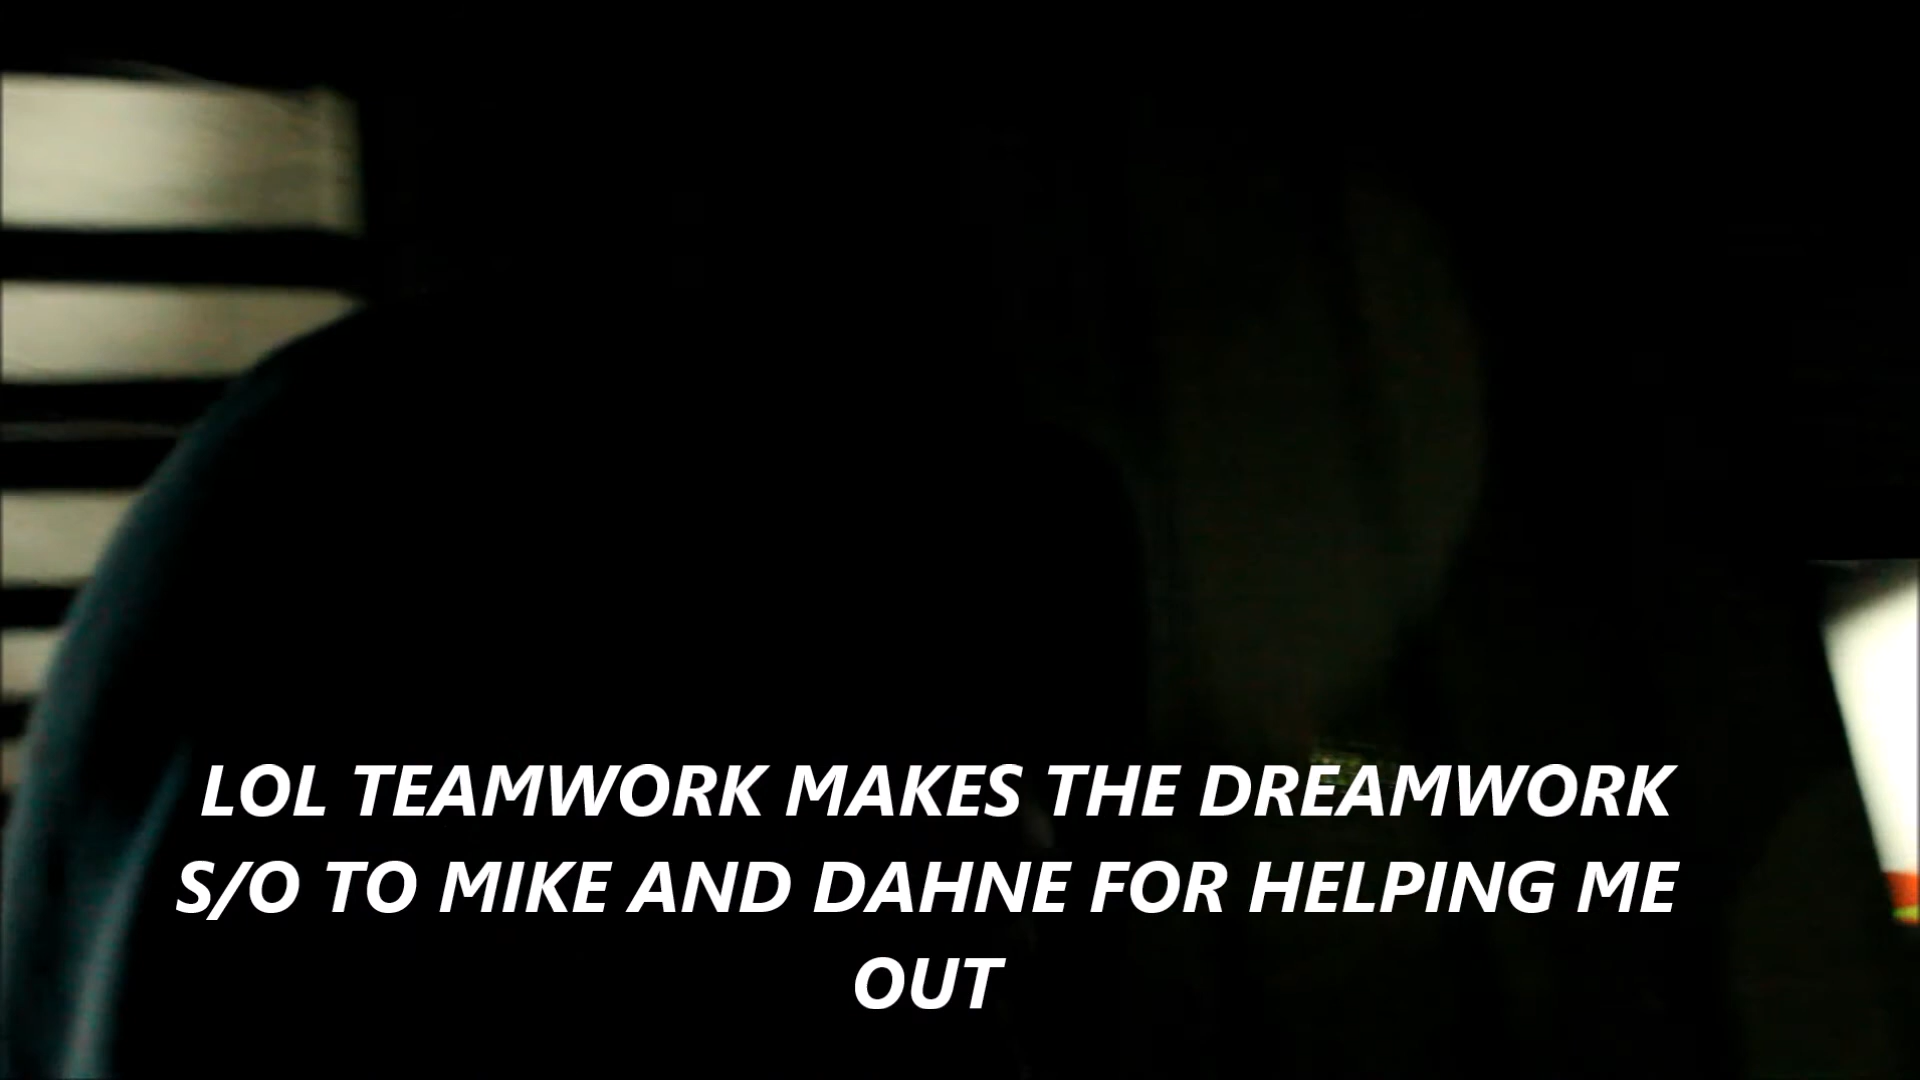 LOL TEAMWORK MAKES THE DREAMWORK
S/O TO MIKE AND DAHNE FOR HELPING ME
OUT